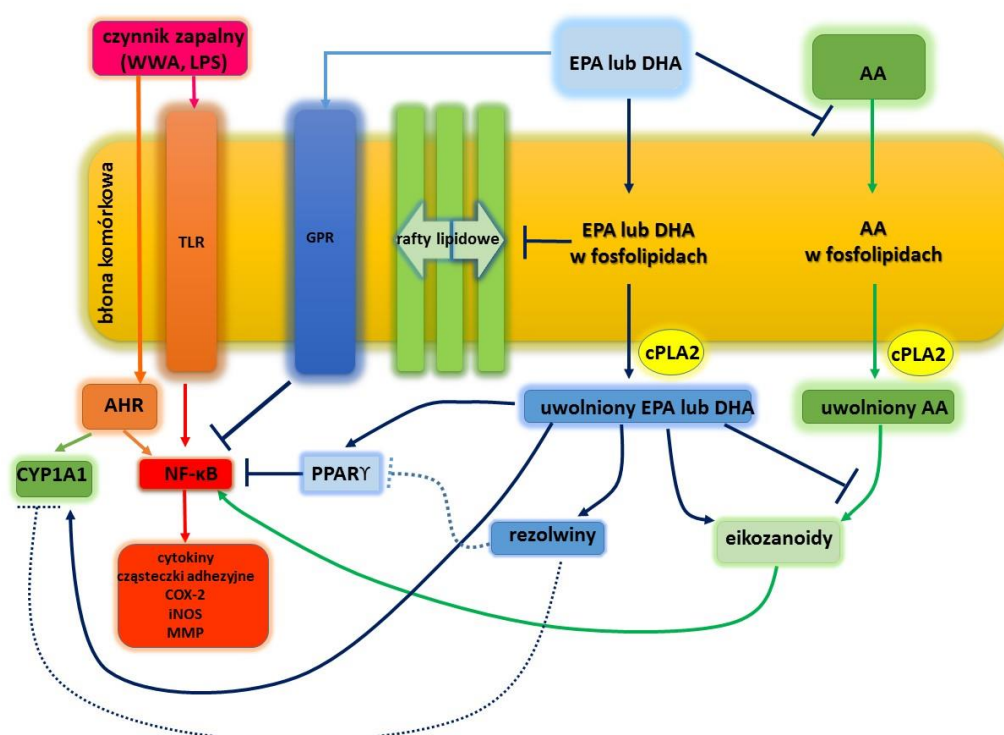 czynnik zapalny
(WWA, LPS)
EPA lub DHA
AA
błona komórkowa
TLR
GPR
rafty lipidowe
EPA lub DHA
w fosfolipidach
AA
w fosfolipidach
cPLA2
cPLA2
AHR
uwolniony EPA lub DHA
uwolniony AA
CYP1A1
NF-κB
PPARϒ
rezolwiny
eikozanoidy
cytokiny
cząsteczki adhezyjne
COX-2
iNOS
MMP